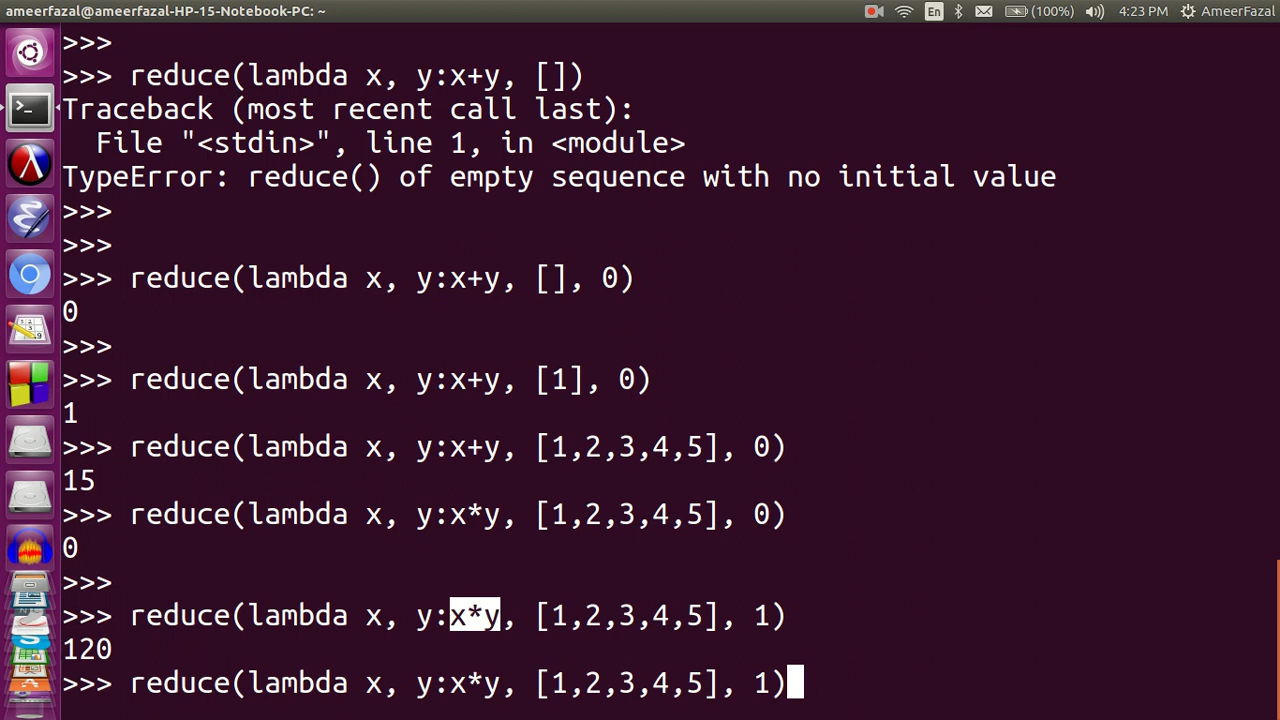 ameerfazal@ameerfazal-HP-15-Notebook-PC: ~ En (100%) 4:23 PM AmeerFazal
>>>
>>> reduce(lambda x, y:x+y, [])
Traceback (most recent call last):
  File "<stdin>", line 1, in <module>
TypeError: reduce() of empty sequence with no initial value
>>>
>>>
>>> reduce(lambda x, y:x+y, [], 0)
0
>>>
>>> reduce(lambda x, y:x+y, [1], 0)
1
>>> reduce(lambda x, y:x+y, [1,2,3,4,5], 0)
15
>>> reduce(lambda x, y:x*y, [1,2,3,4,5], 0)
0
>>>
>>> reduce(lambda x, y:x*y, [1,2,3,4,5], 1)
120
>>> reduce(lambda x, y:x*y, [1,2,3,4,5], 1)